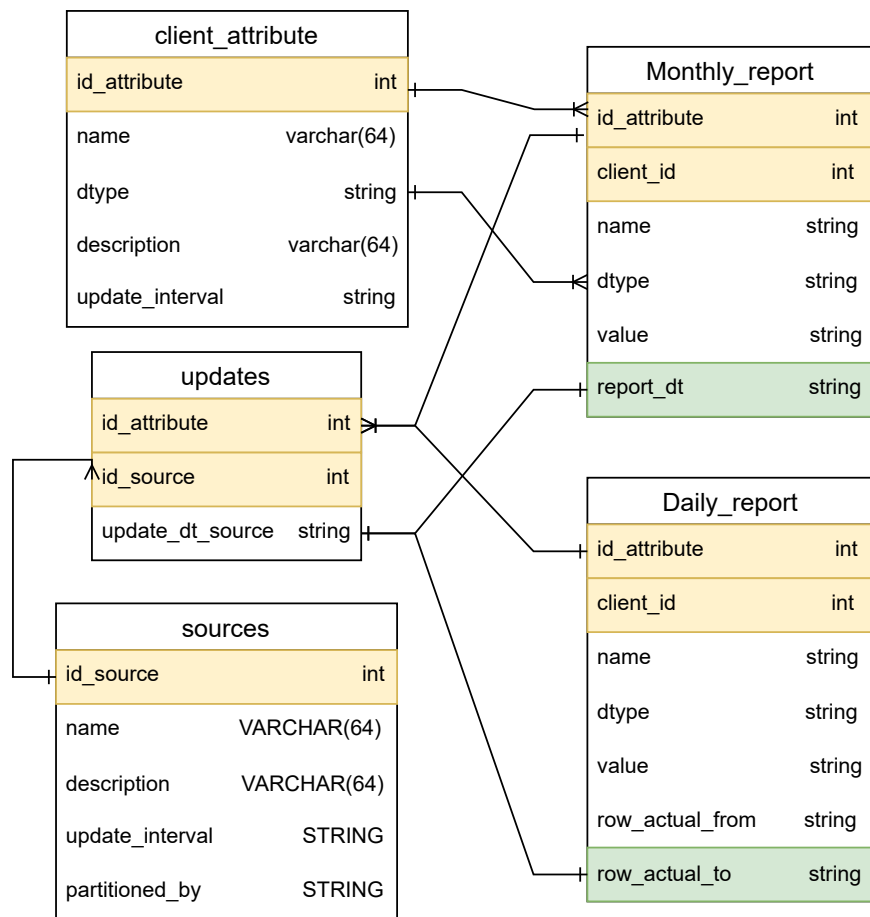 client_attribute
id_attribute int
name varchar(64)
dtype string
description varchar(64)
update_interval string
Monthly_report
id_attribute int
client_id int
name string
dtype string
value string
report_dt string
updates
id_attribute int
id_source int
update_dt_source string
Daily_report
id_attribute int
client_id int
name string
dtype string
value string
row_actual_from string
row_actual_to string
sources
id_source int
name VARCHAR(64)
description VARCHAR(64)
update_interval STRING
partitioned_by STRING